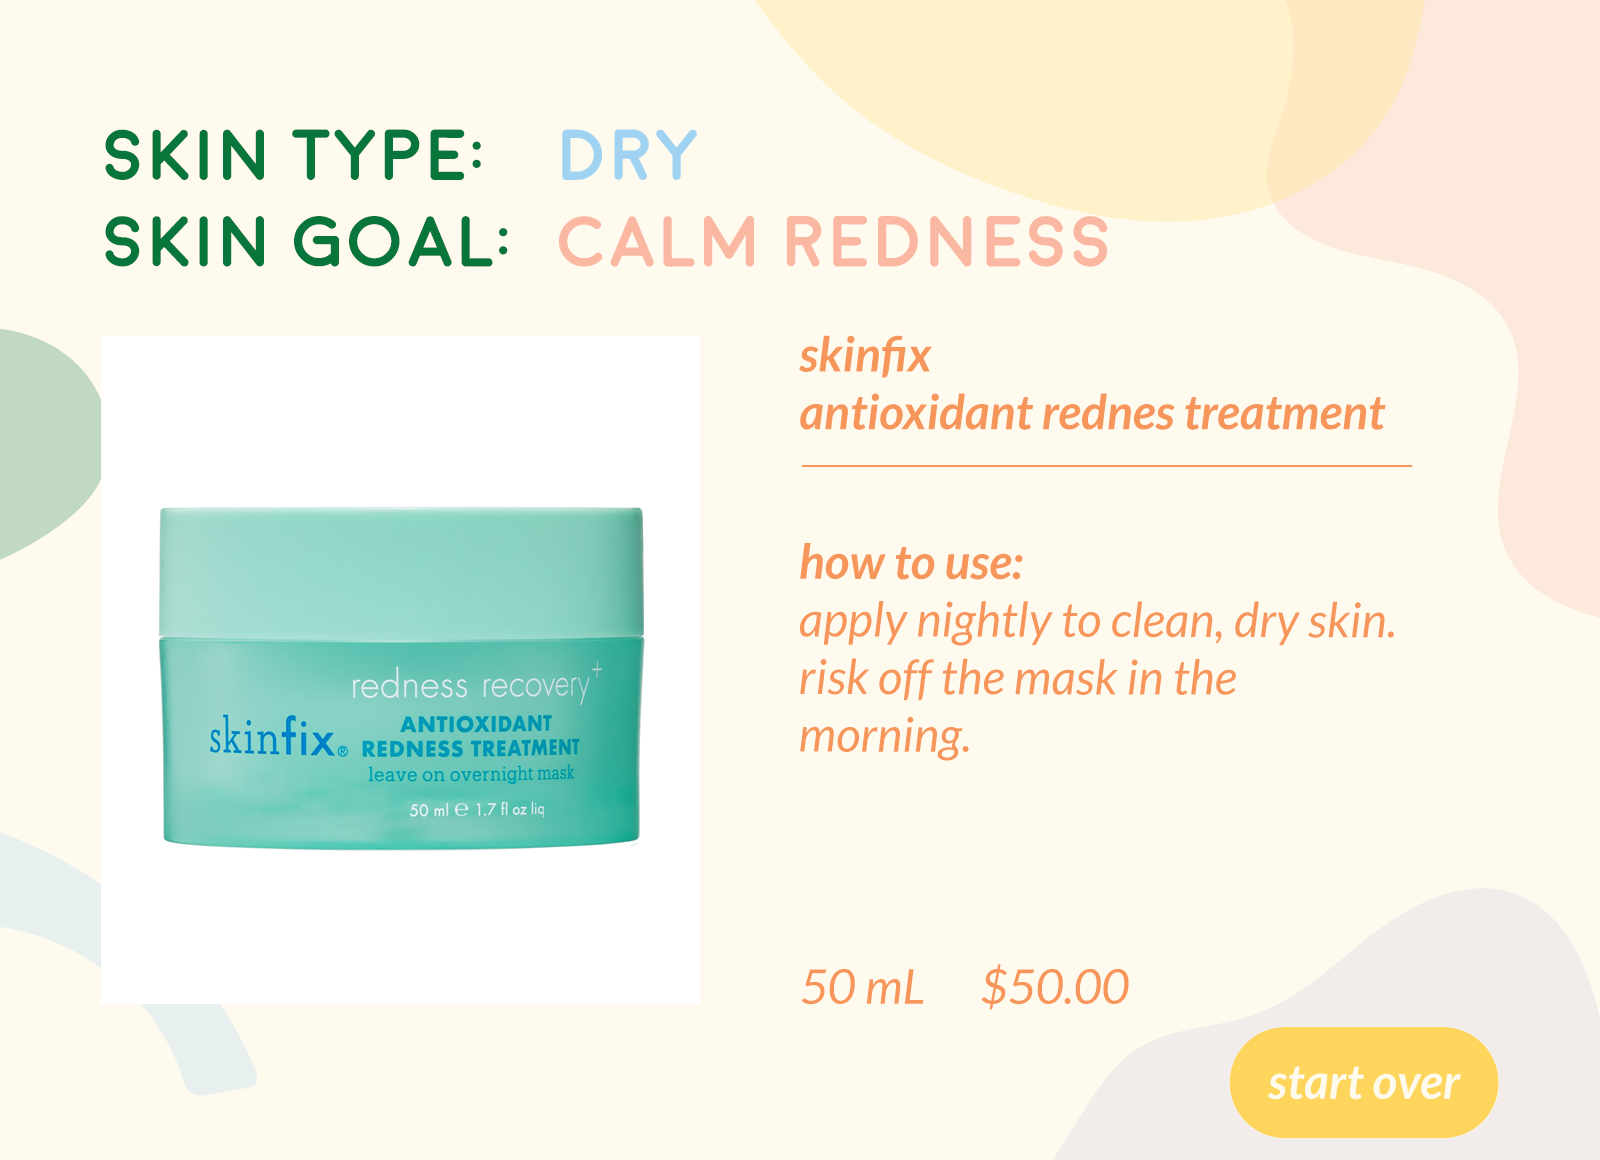 SKIN TYPE: DRY
SKIN GOAL: CALM REDNESS
skinfix
antioxidant rednes treatment
how to use:
apply nightly to clean, dry skin.
risk off the mask in the
morning.
50 mL $50.00
start over
redness recovery+
skinfix®
ANTIOXIDANT
REDNESS TREATMENT
leave on overnight mask
50 ml ℮ 1.7 fl oz liq